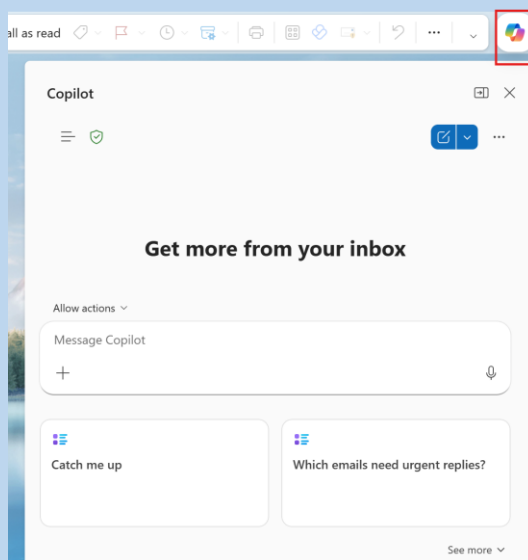 all as read
Copilot
Get more from your inbox
Allow actions
Message Copilot
Catch me up
Which emails need urgent replies?
See more